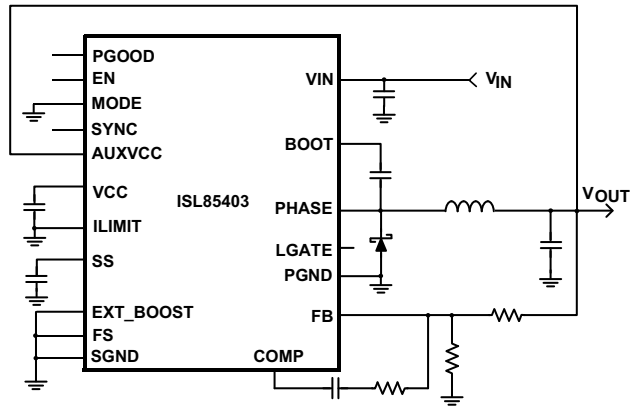 PGOOD
EN
MODE
SYNC
AUXVCC
VCC
ILIMIT
SS
EXT_BOOST
FS
SGND
ISL85403
VIN
BOOT
PHASE
LGATE
PGND
FB
COMP
VIN
VOUT